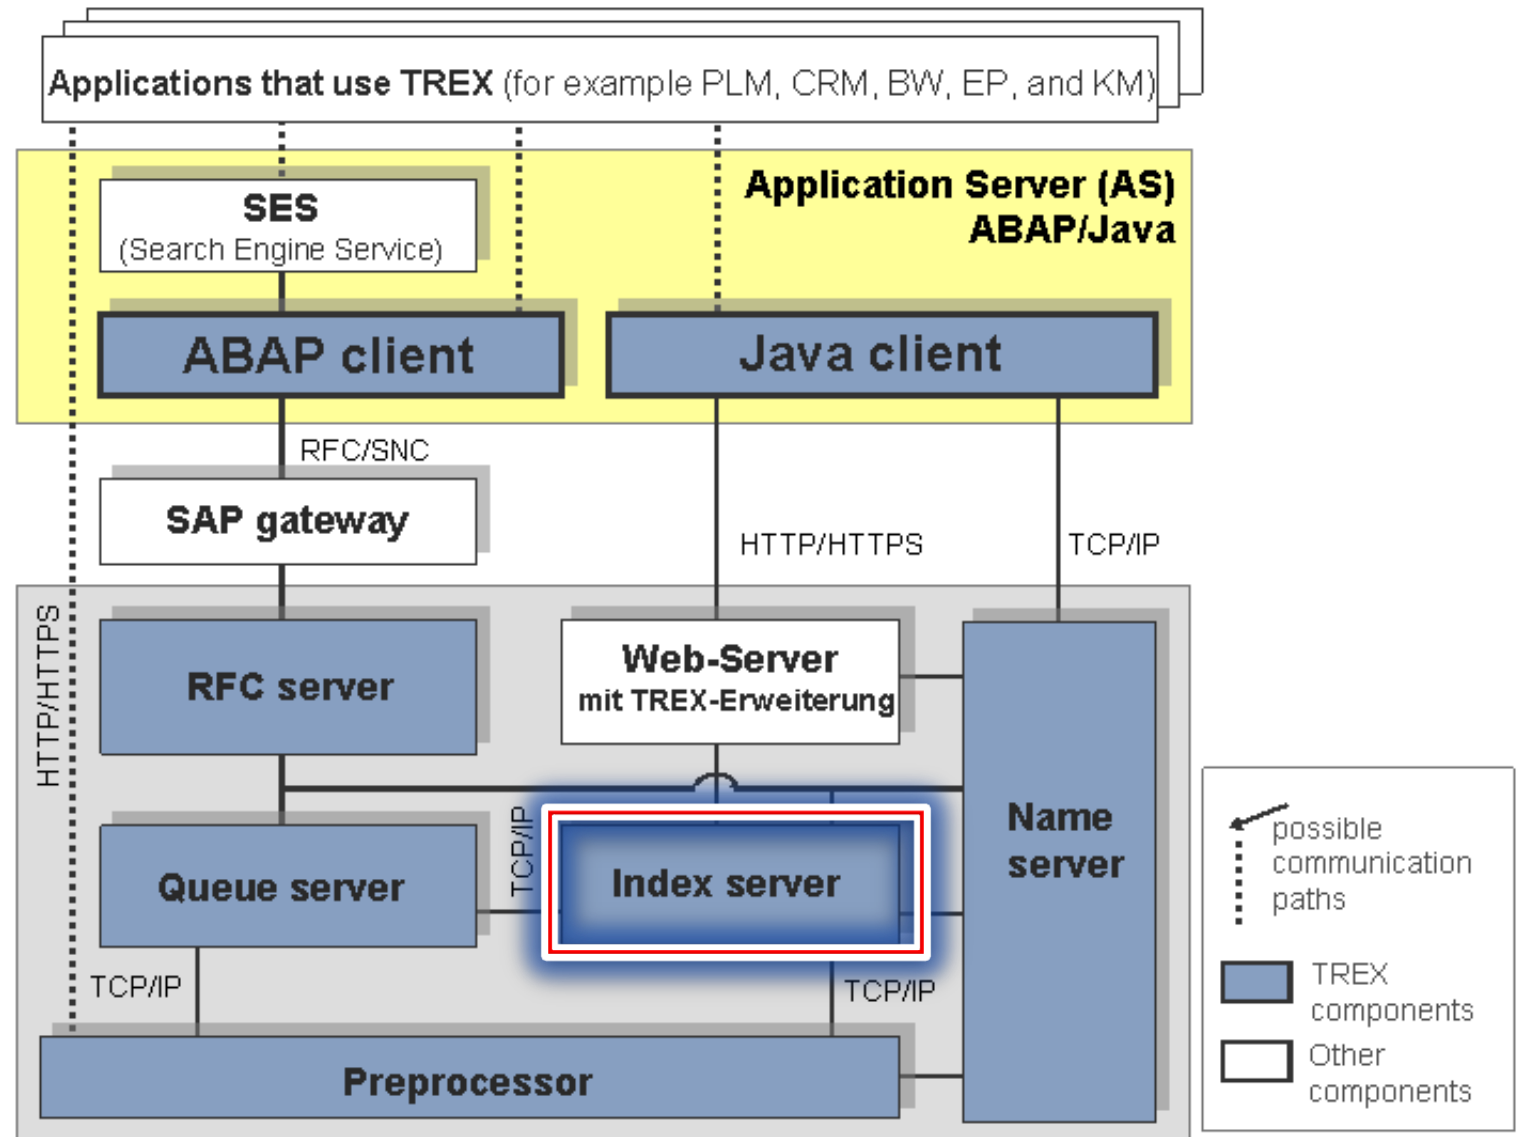 Applications that use TREX (for example PLM, CRM, BW, EP, and KM)
Application Server (AS)
ABAP/Java
SES
(Search Engine Service)
ABAP client
Java client
RFC/SNC
SAP gateway
HTTP/HTTPS
TCP/IP
HTTP/HTTPS
RFC server
Web-Server
mit TREX-Erweiterung
Name
server
TCP/IP
Queue server
Index server
TCP/IP
TCP/IP
Preprocessor
possible
communication
paths
TREX
components
Other
components